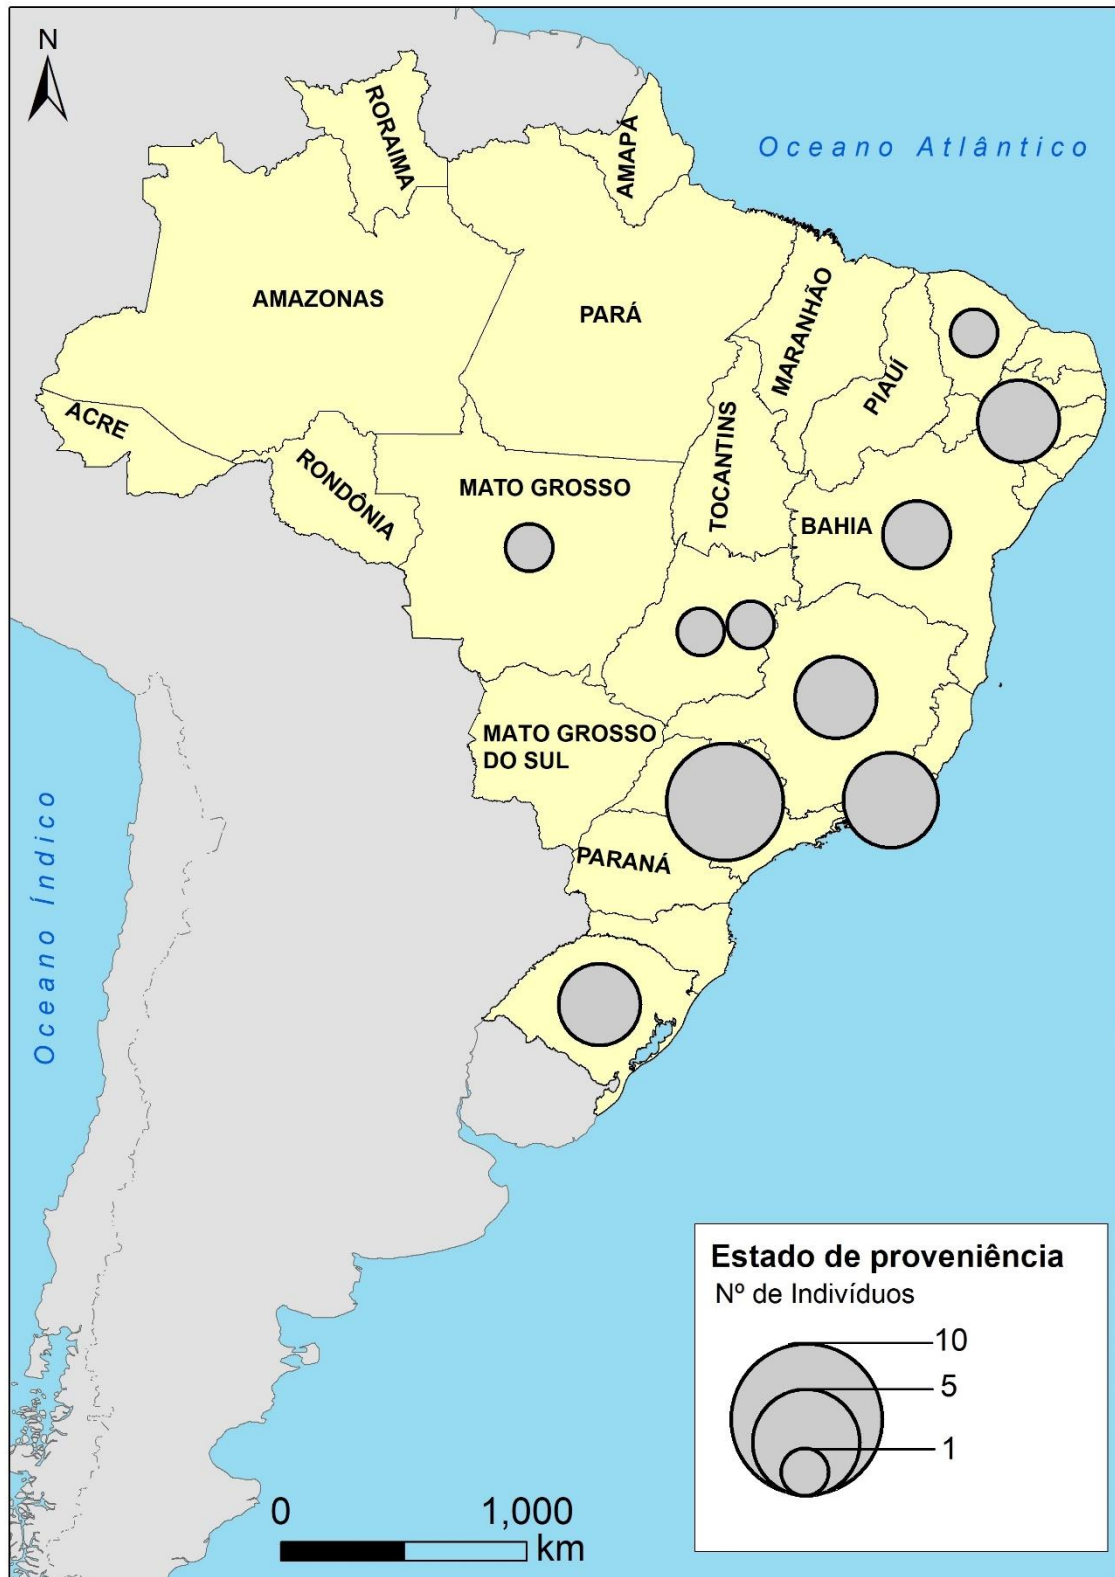 N
RORAIMA
AMAPÁ
Oceano Atlântico
AMAZONAS
PARÁ
MARANHÃO
PIAUÍ
ACRE
RONDÔNIA
MATO GROSSO
TOCANTINS
BAHIA
MATO GROSSO
DO SUL
PARANÁ
Oceano Índico
Estado de proveniência
Nº de Indivíduos
10
5
1
0 1,000
km